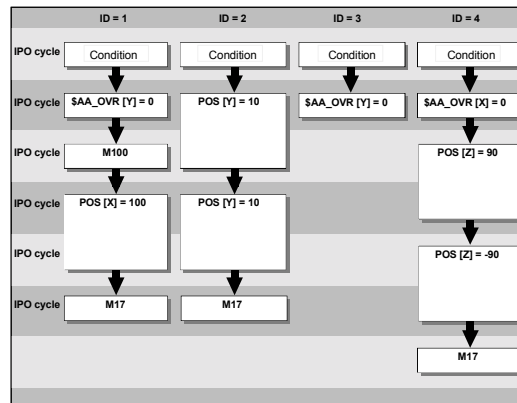 ID = 1 ID = 2 ID = 3 ID = 4
IPO cycle Condition Condition Condition Condition
IPO cycle $AA_OVR [Y] = 0 POS [Y] = 10 $AA_OVR [Y] = 0 $AA_OVR [X] = 0
IPO cycle M100 POS [Z] = 90
IPO cycle POS [X] = 100 POS [Y] = 10
IPO cycle POS [Z] = -90
IPO cycle M17 M17
M17